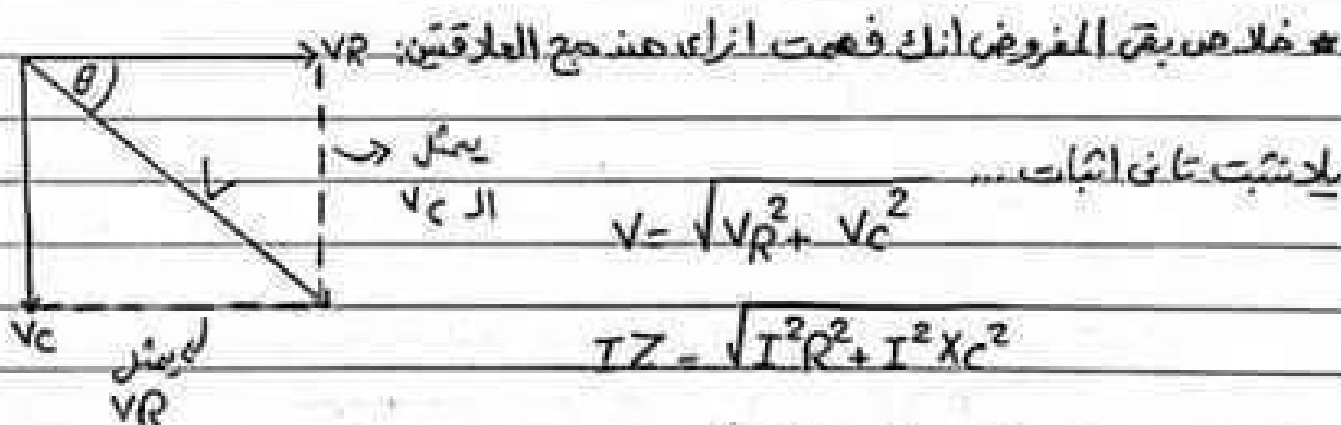 * خلاص بقى المفروض انك فهمت ازاى هندمج العلاقتين:
VR
θ
يمثل
الـ Vc
V
يلا نثبت تانى اثبات ...
V = √VR² + Vc²
Vc
يمثل
VR
IZ = √I²R² + I²Xc²